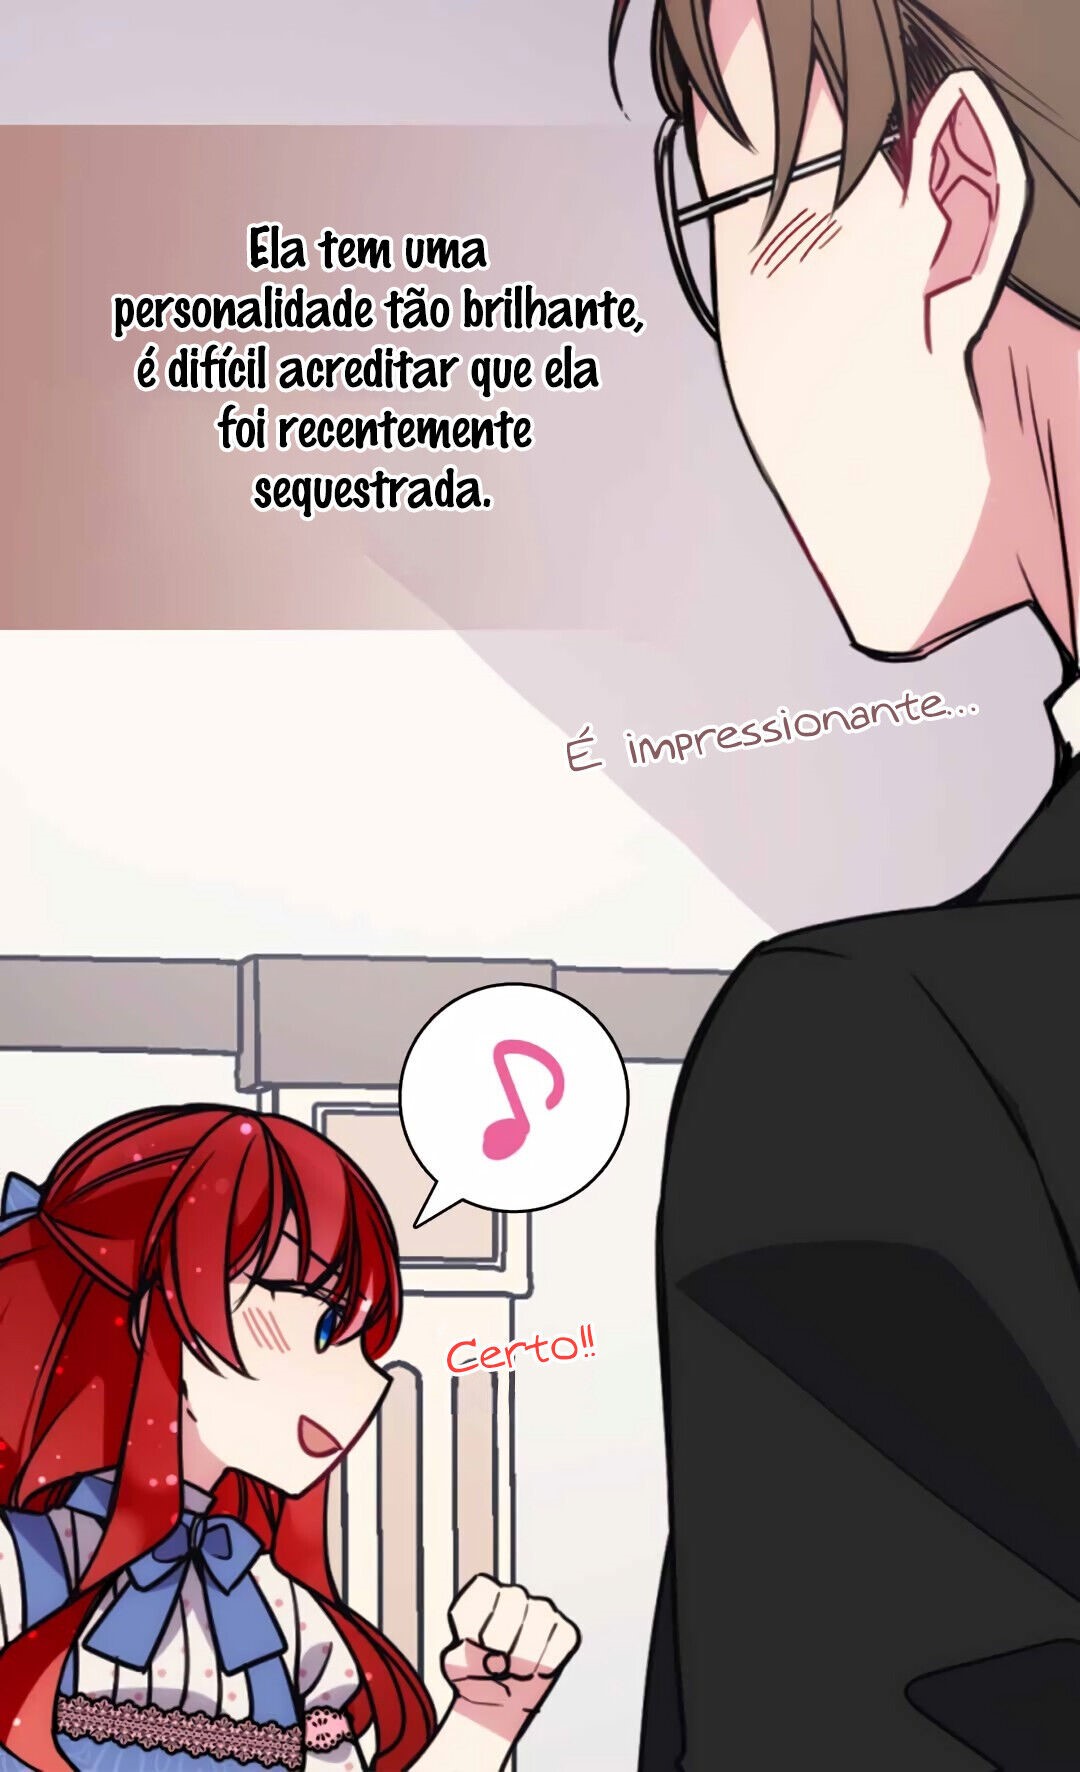 Ela tem uma
personalidade tão brilhante,
é difícil acreditar que ela
foi recentemente
sequestrada.
É impressionante...
Certo!!